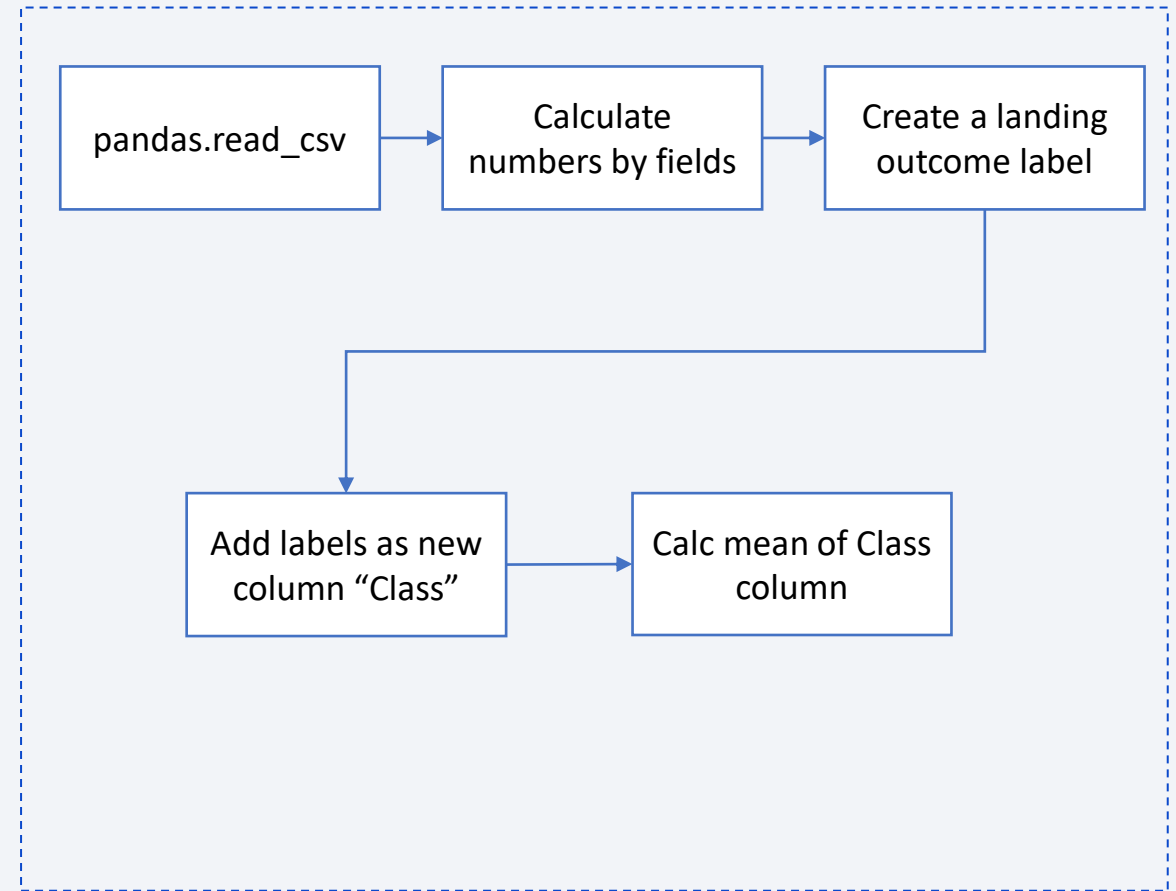 pandas.read_csv
Calculate
numbers by fields
Create a landing
outcome label
Add labels as new
column “Class”
Calc mean of Class
column